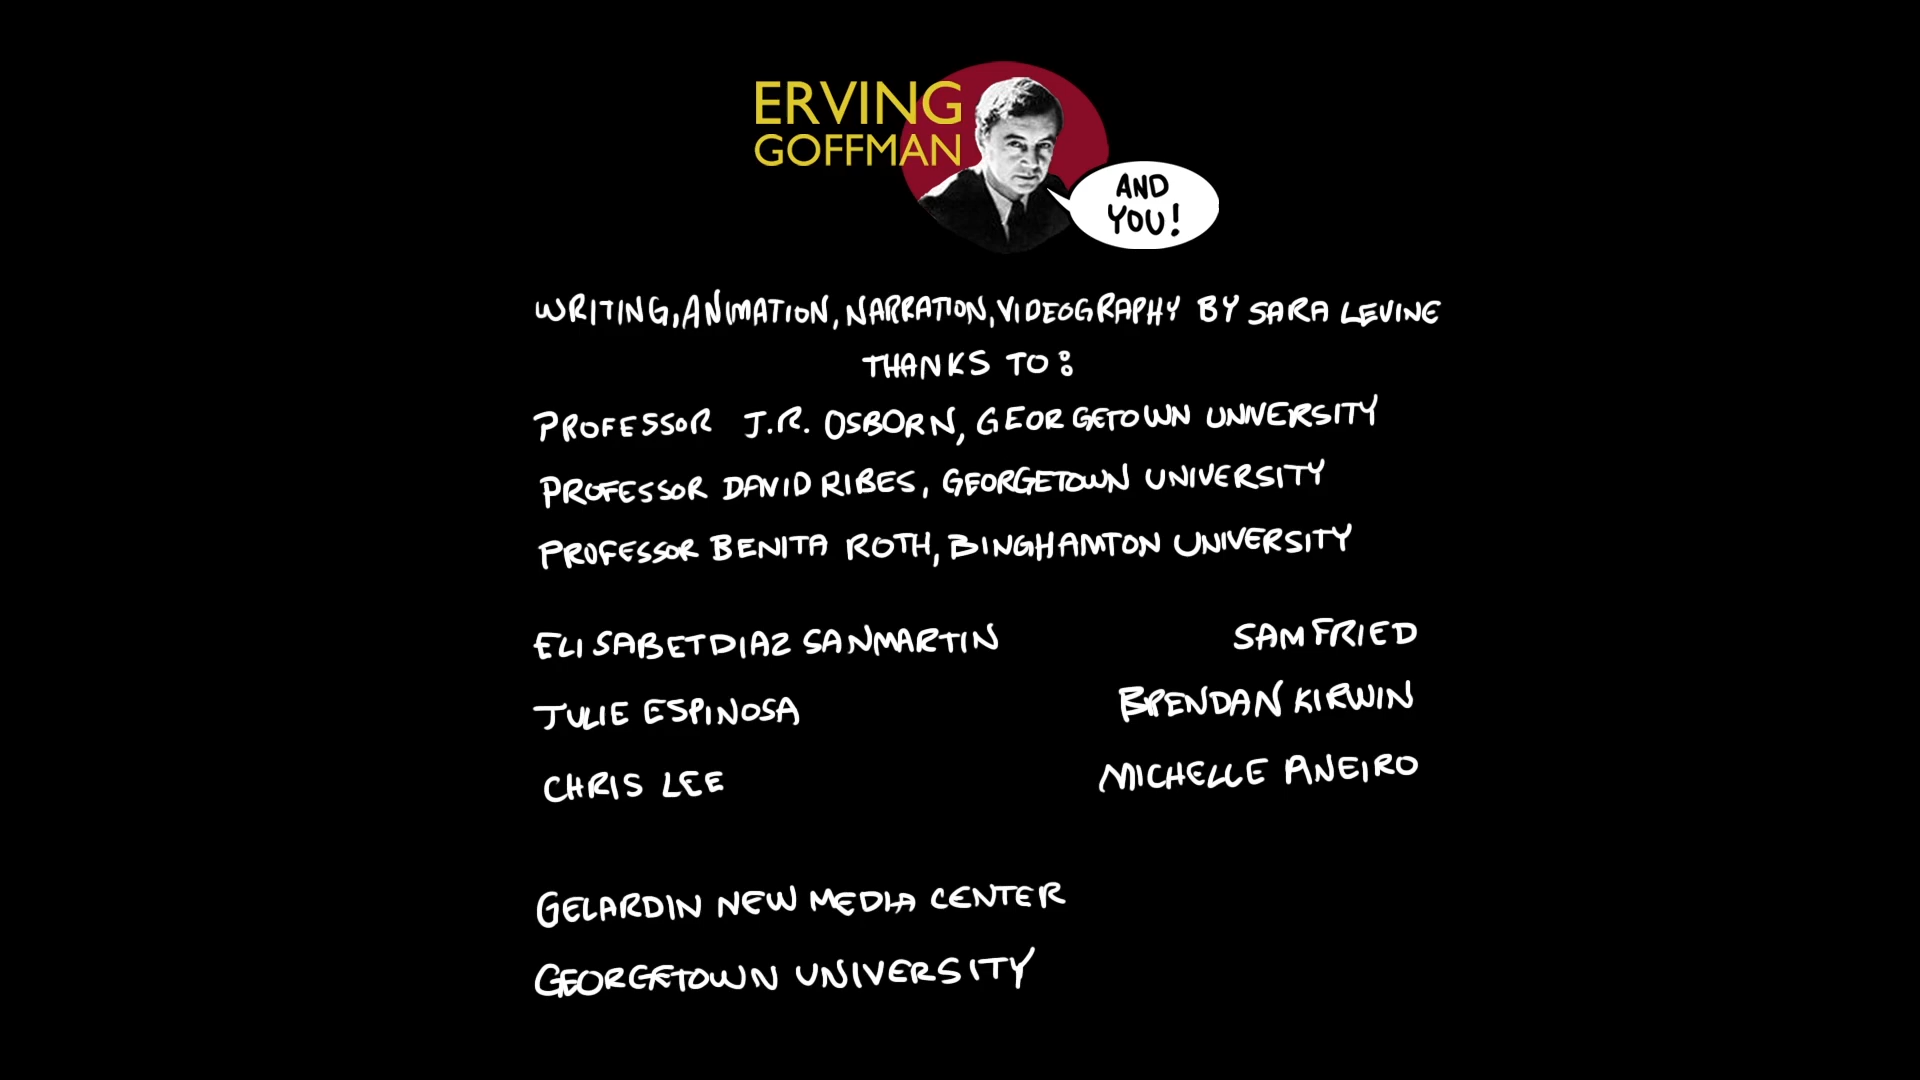 ERVING
GOFFMAN
AND
YOU!
WRITING, ANIMATION, NARRATION, VIDEOGRAPHY BY SARA LEVINE
THANKS TO:
PROFESSOR J.R. OSBORN, GEORGETOWN UNIVERSITY
PROFESSOR DAVID RIBES, GEORGETOWN UNIVERSITY
PROFESSOR BENITA ROTH, BINGHAMTON UNIVERSITY
ELISABET DIAZ SANMARTIN
SAM FRIED
JULIE ESPINOSA
BRENDAN KIRWIN
CHRIS LEE
MICHELLE ANEIRO
GELARDIN NEW MEDIA CENTER
GEORGETOWN UNIVERSITY